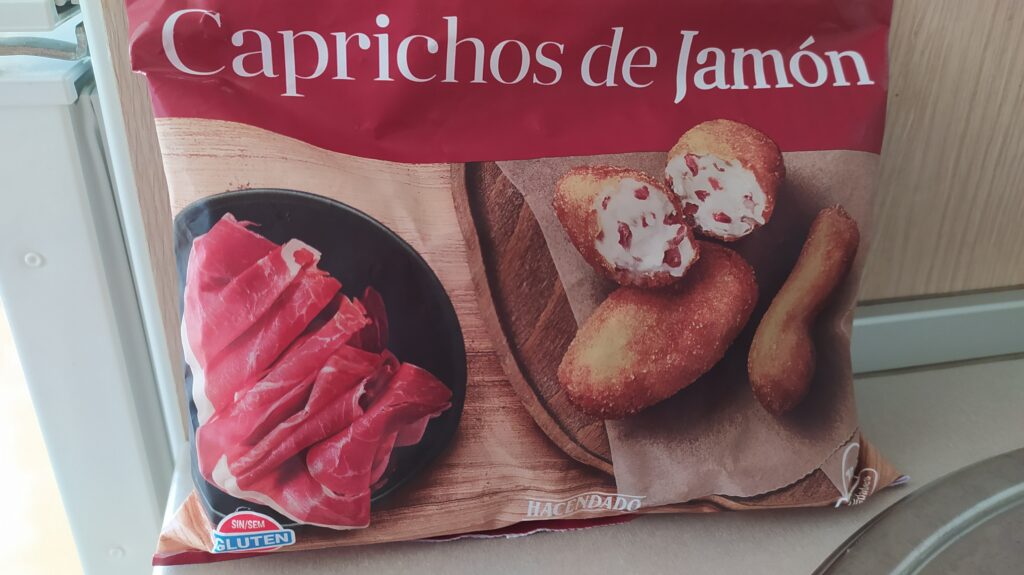 Caprichos de Jamón
HACENDADO
SIN/SEM
GLUTEN